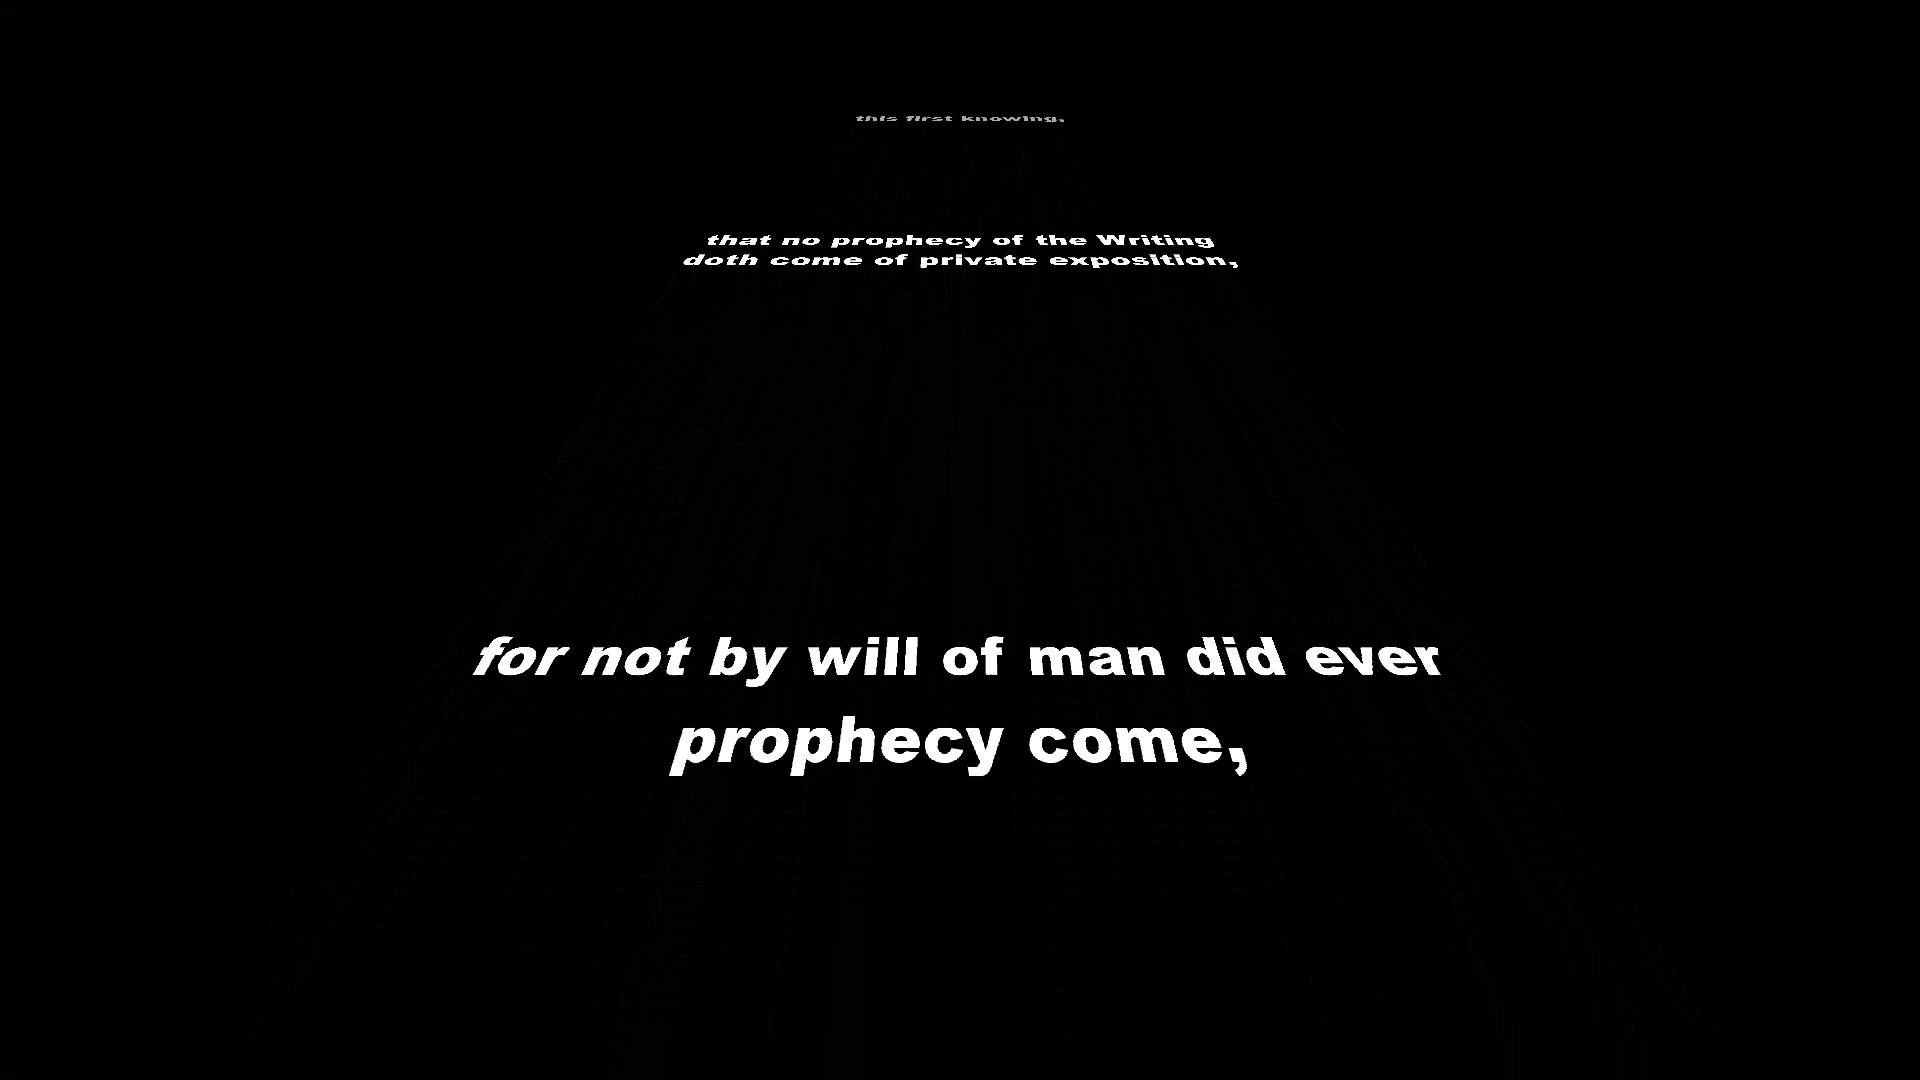 this first knowing,
that no prophecy of the Writing
doth come of private exposition,
for not by will of man did ever
prophecy come,